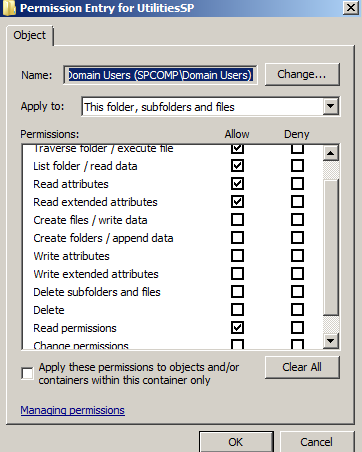 Permission Entry for UtilitiesSP
Object
Name: Domain Users (SPCOMP\Domain Users) Change...
Apply to: This folder, subfolders and files
Permissions: Allow Deny
Traverse folder / execute file
List folder / read data
Read attributes
Read extended attributes
Create files / write data
Create folders / append data
Write attributes
Write extended attributes
Delete subfolders and files
Delete
Read permissions
Change permissions
Apply these permissions to objects and/or
containers within this container only
Clear All
Managing permissions
OK Cancel